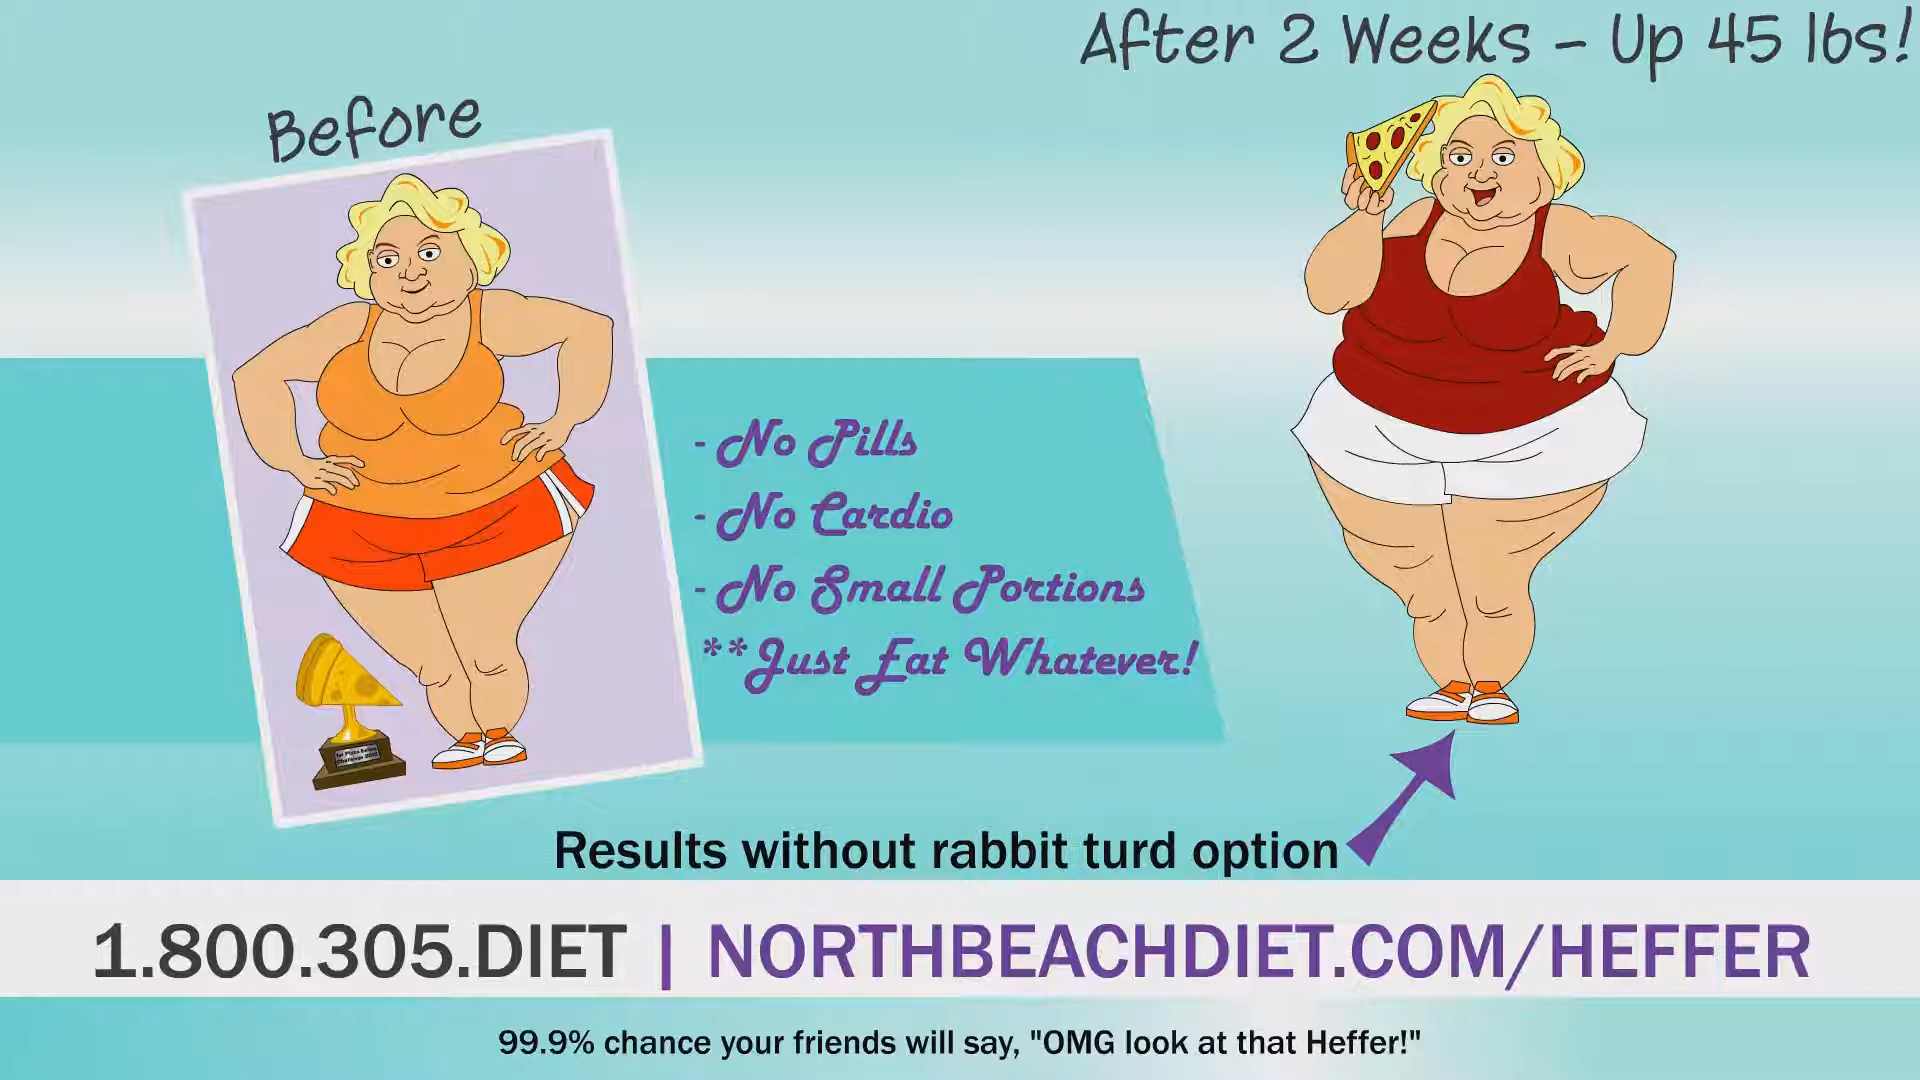 After 2 Weeks - Up 45 lbs!
Before
- No Pills
- No Cardio
- No Small Portions
**Just Eat Whatever!
Results without rabbit turd option
1.800.305.DIET | NORTHBEACHDIET.COM/HEFFER
99.9% chance your friends will say, "OMG look at that Heffer!"